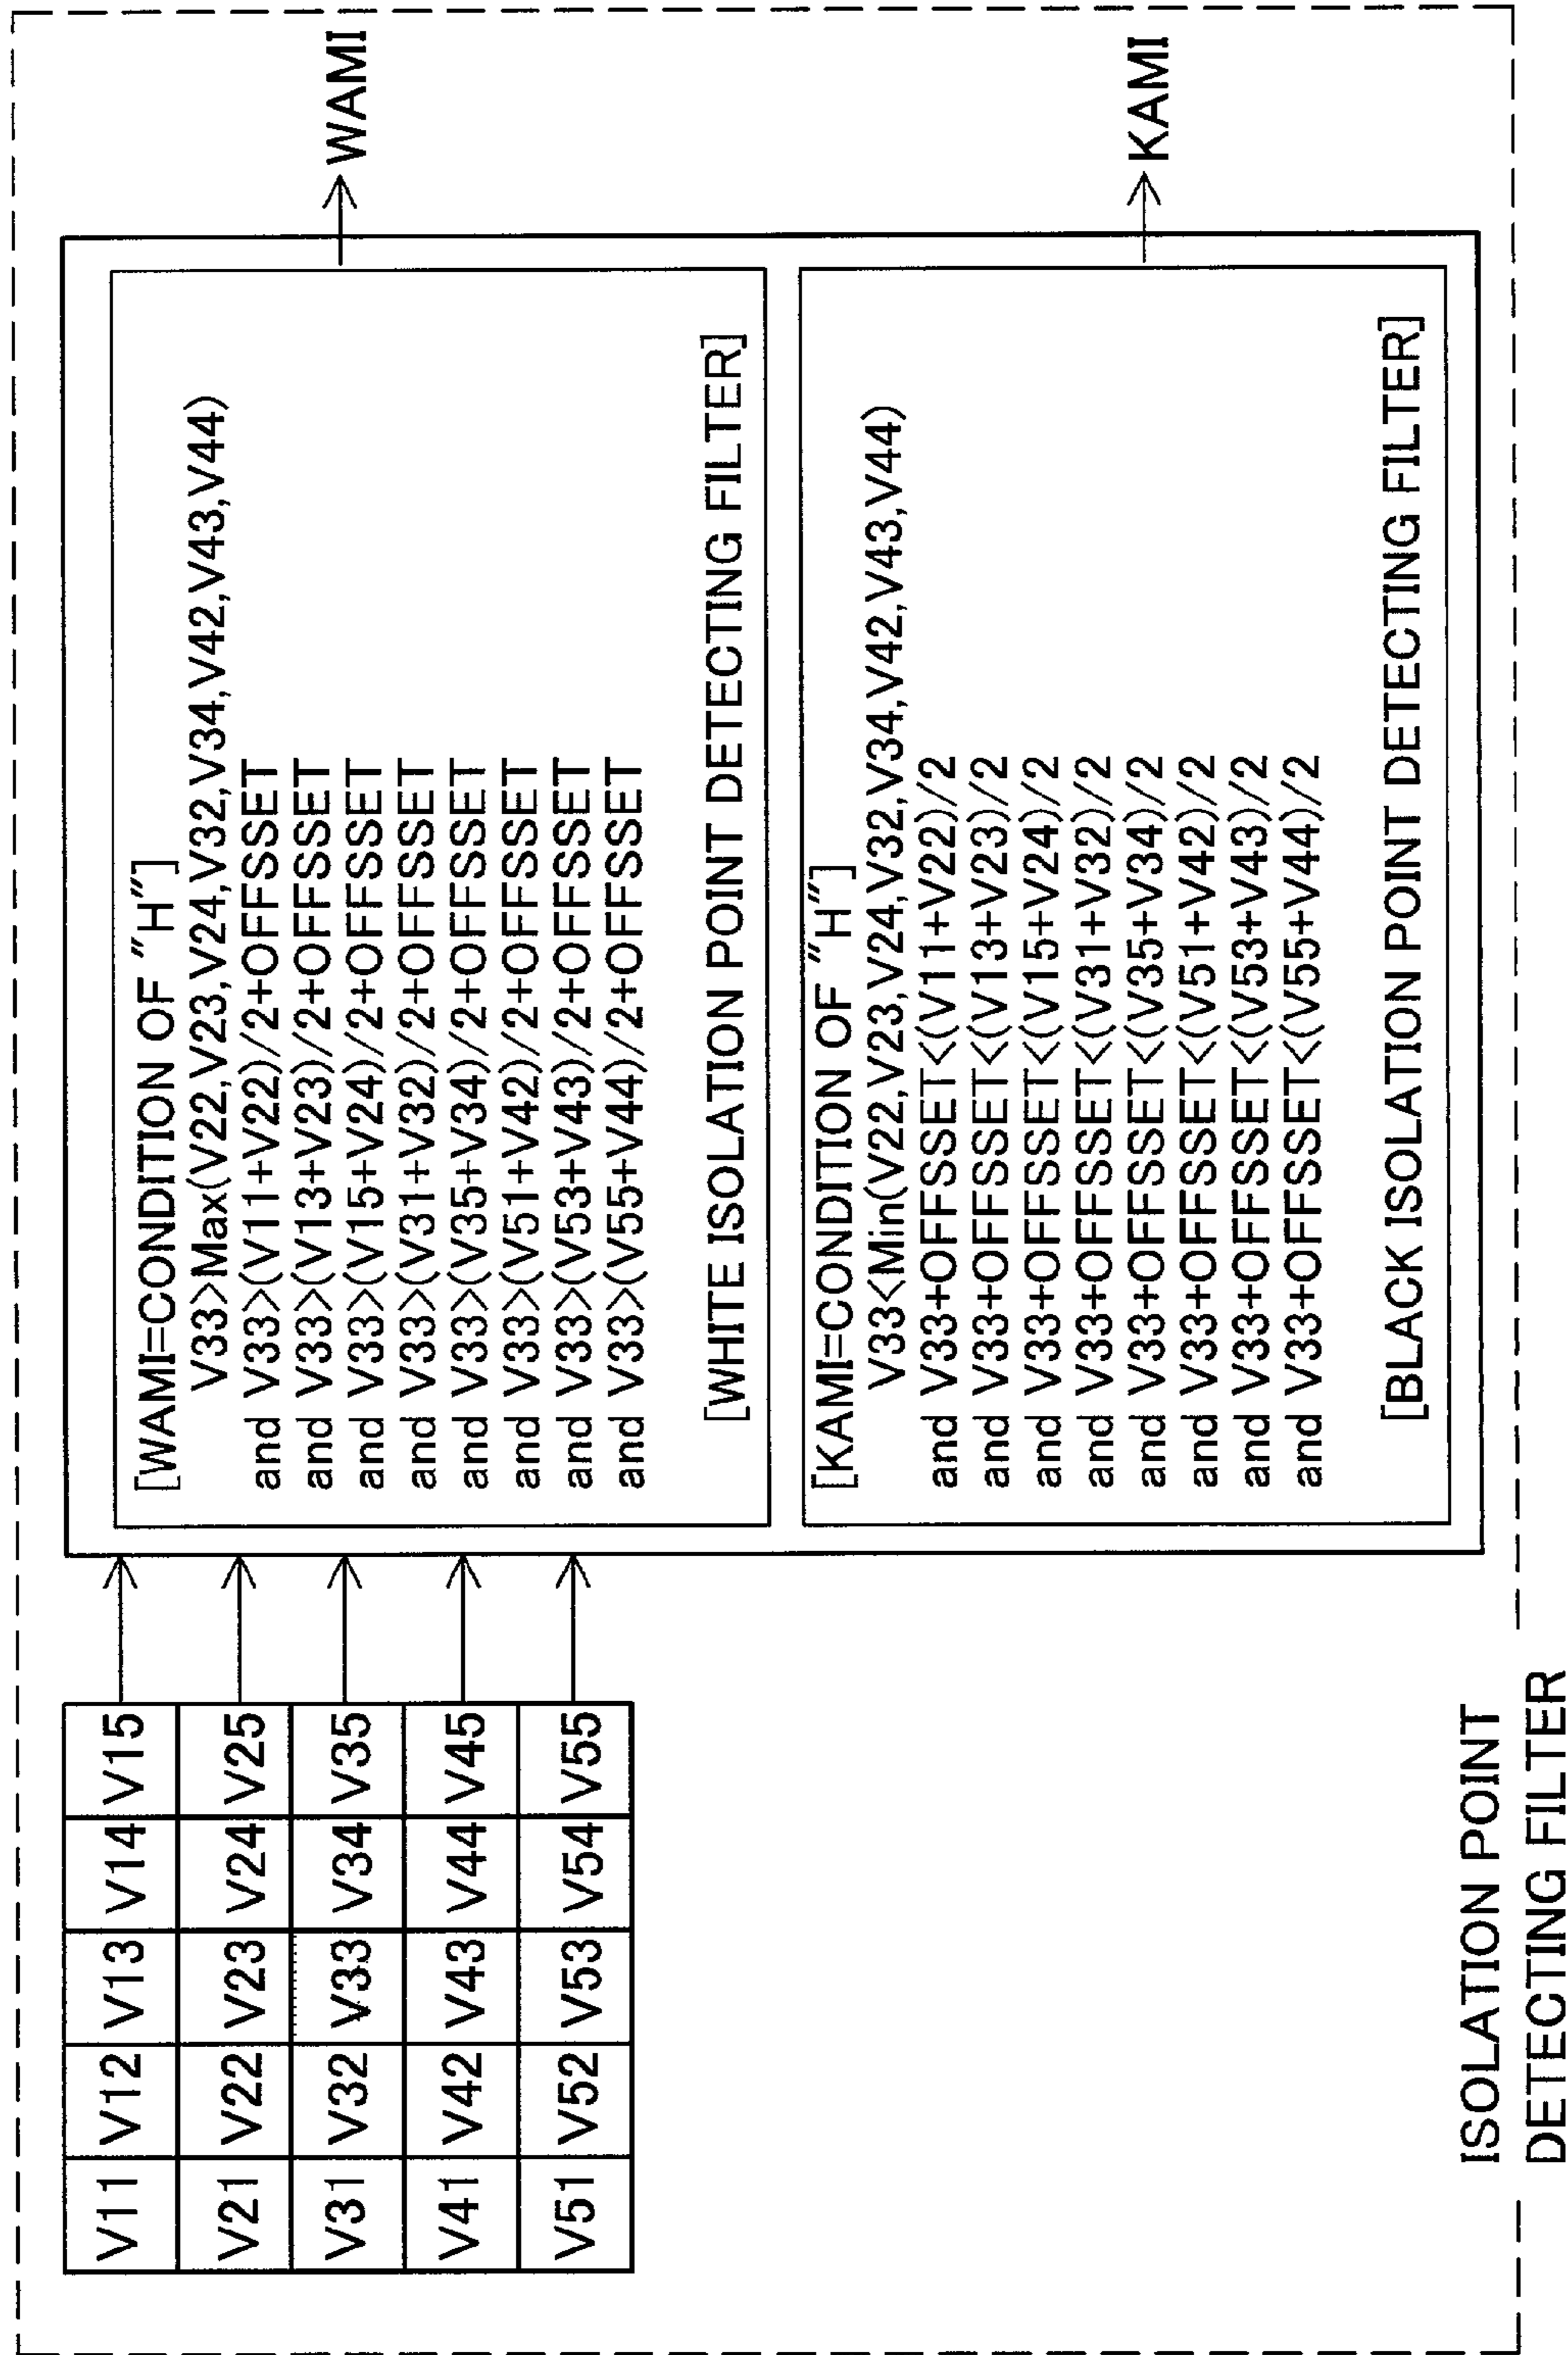 V11 V12 V13 V14 V15
V21 V22 V23 V24 V25
V31 V32 V33 V34 V35
V41 V42 V43 V44 V45
V51 V52 V53 V54 V55
[WAMI=CONDITION OF "H"]
V33>Max(V22,V23,V24,V32,V34,V42,V43,V44)
and V33>(V11+V22)/2+OFFSSET
and V33>(V13+V23)/2+OFFSSET
and V33>(V15+V24)/2+OFFSSET
and V33>(V31+V32)/2+OFFSSET
and V33>(V35+V34)/2+OFFSSET
and V33>(V51+V42)/2+OFFSSET
and V33>(V53+V43)/2+OFFSSET
and V33>(V55+V44)/2+OFFSSET
[WHITE ISOLATION POINT DETECTING FILTER]
WAMI
[KAMI=CONDITION OF "H"]
V33<Min(V22,V23,V24,V32,V34,V42,V43,V44)
and V33+OFFSSET<(V11+V22)/2
and V33+OFFSSET<(V13+V23)/2
and V33+OFFSSET<(V15+V24)/2
and V33+OFFSSET<(V31+V32)/2
and V33+OFFSSET<(V35+V34)/2
and V33+OFFSSET<(V51+V42)/2
and V33+OFFSSET<(V53+V43)/2
and V33+OFFSSET<(V55+V44)/2
[BLACK ISOLATION POINT DETECTING FILTER]
KAMI
ISOLATION POINT
DETECTING FILTER